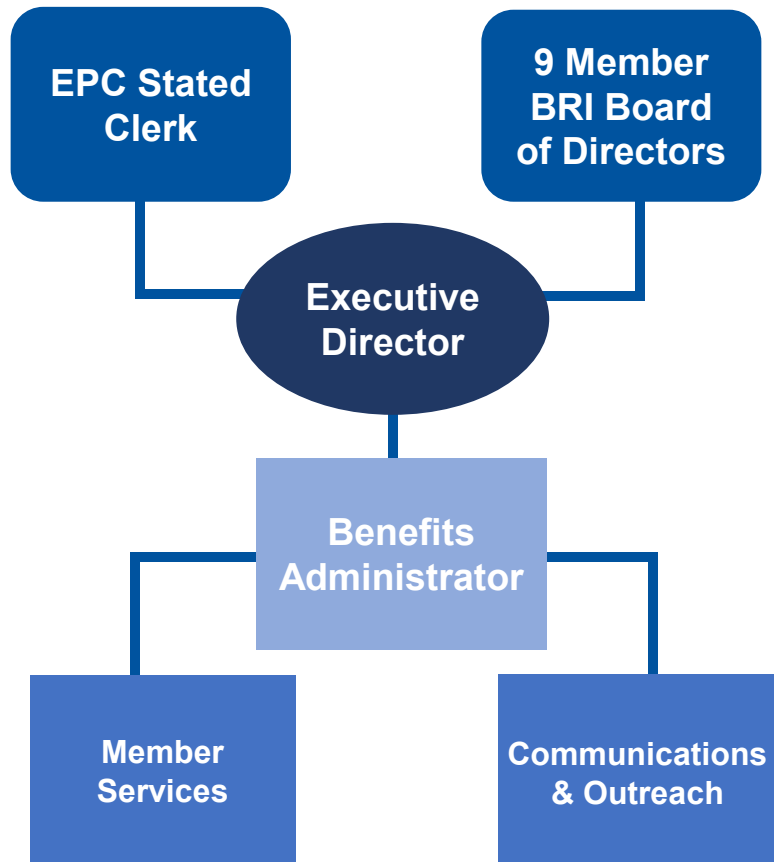 EPC Stated
Clerk
9 Member
BRI Board
of Directors
Executive
Director
Benefits
Administrator
Member
Services
Communications
& Outreach